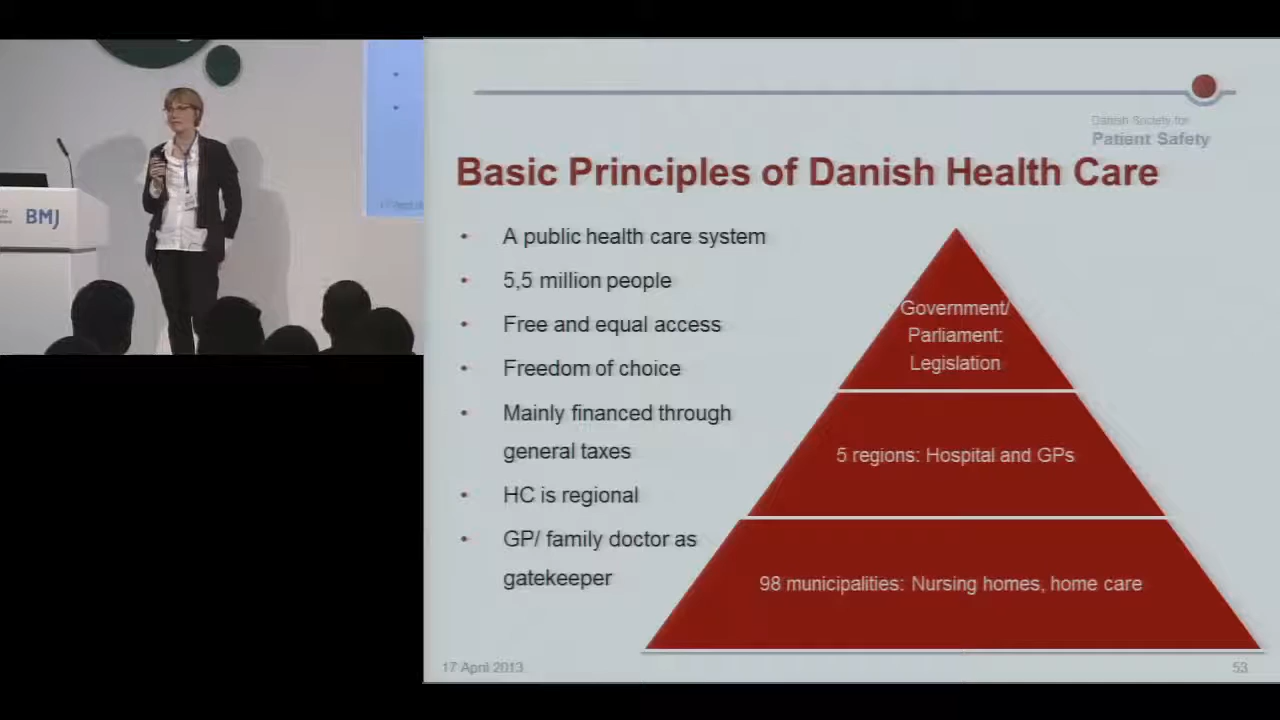 BMJ
17 April
Danish Society for
Patient Safety
Basic Principles of Danish Health Care
• A public health care system
• 5,5 million people
• Free and equal access
• Freedom of choice
• Mainly financed through
general taxes
• HC is regional
• GP/ family doctor as
gatekeeper
Government/
Parliament:
Legislation
5 regions: Hospital and GPs
98 municipalities: Nursing homes, home care
17 April 2013
53